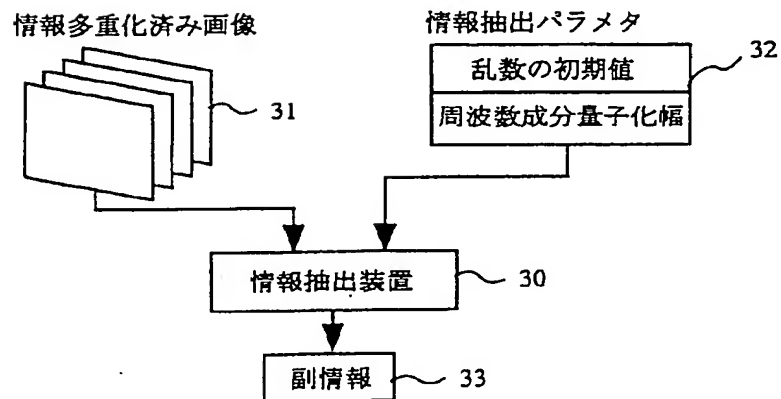 情報多重化済み画像
情報抽出パラメタ
乱数の初期値
周波数成分量子化幅
32
31
情報抽出装置
30
副情報
33